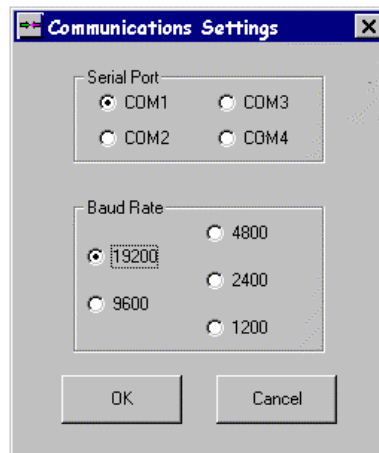 Communications Settings
Serial Port
COM1 COM3
COM2 COM4
Baud Rate
4800
19200
2400
9600
1200
OK Cancel